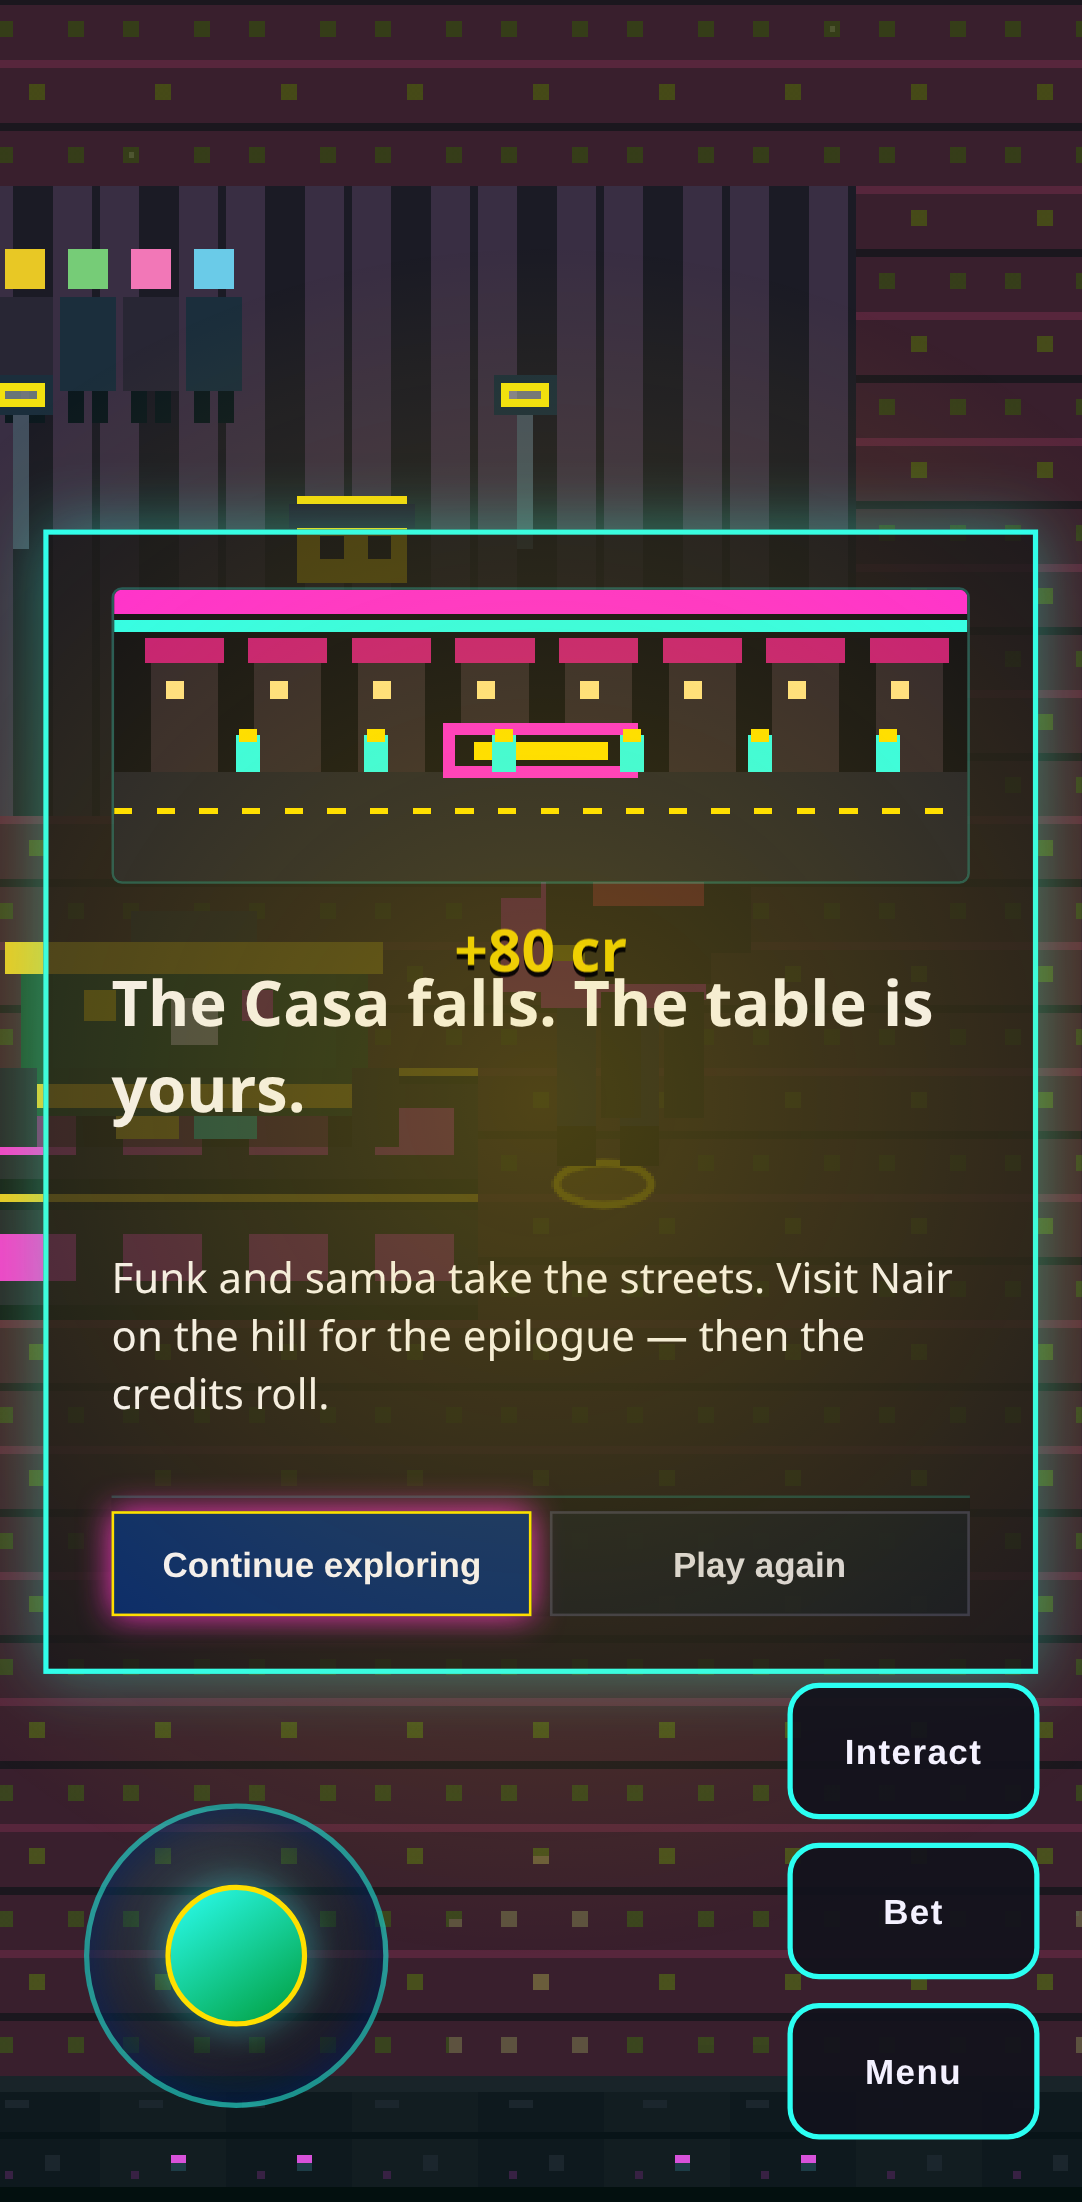 +80 cr
The Casa falls. The table is
yours.
Funk and samba take the streets. Visit Nair
on the hill for the epilogue — then the
credits roll.
Continue exploring
Play again
Interact
Bet
Menu